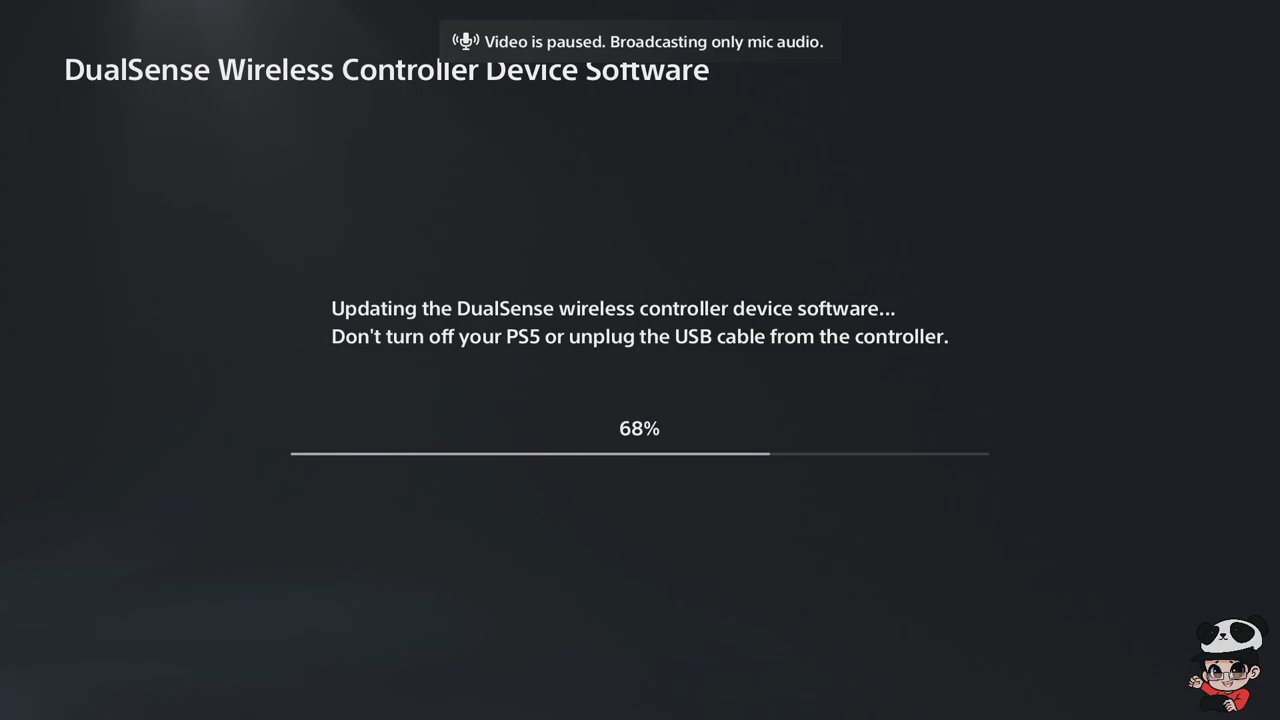 Video is paused. Broadcasting only mic audio.
DualSense Wireless Controller Device Software
Updating the DualSense wireless controller device software...
Don't turn off your PS5 or unplug the USB cable from the controller.
68%